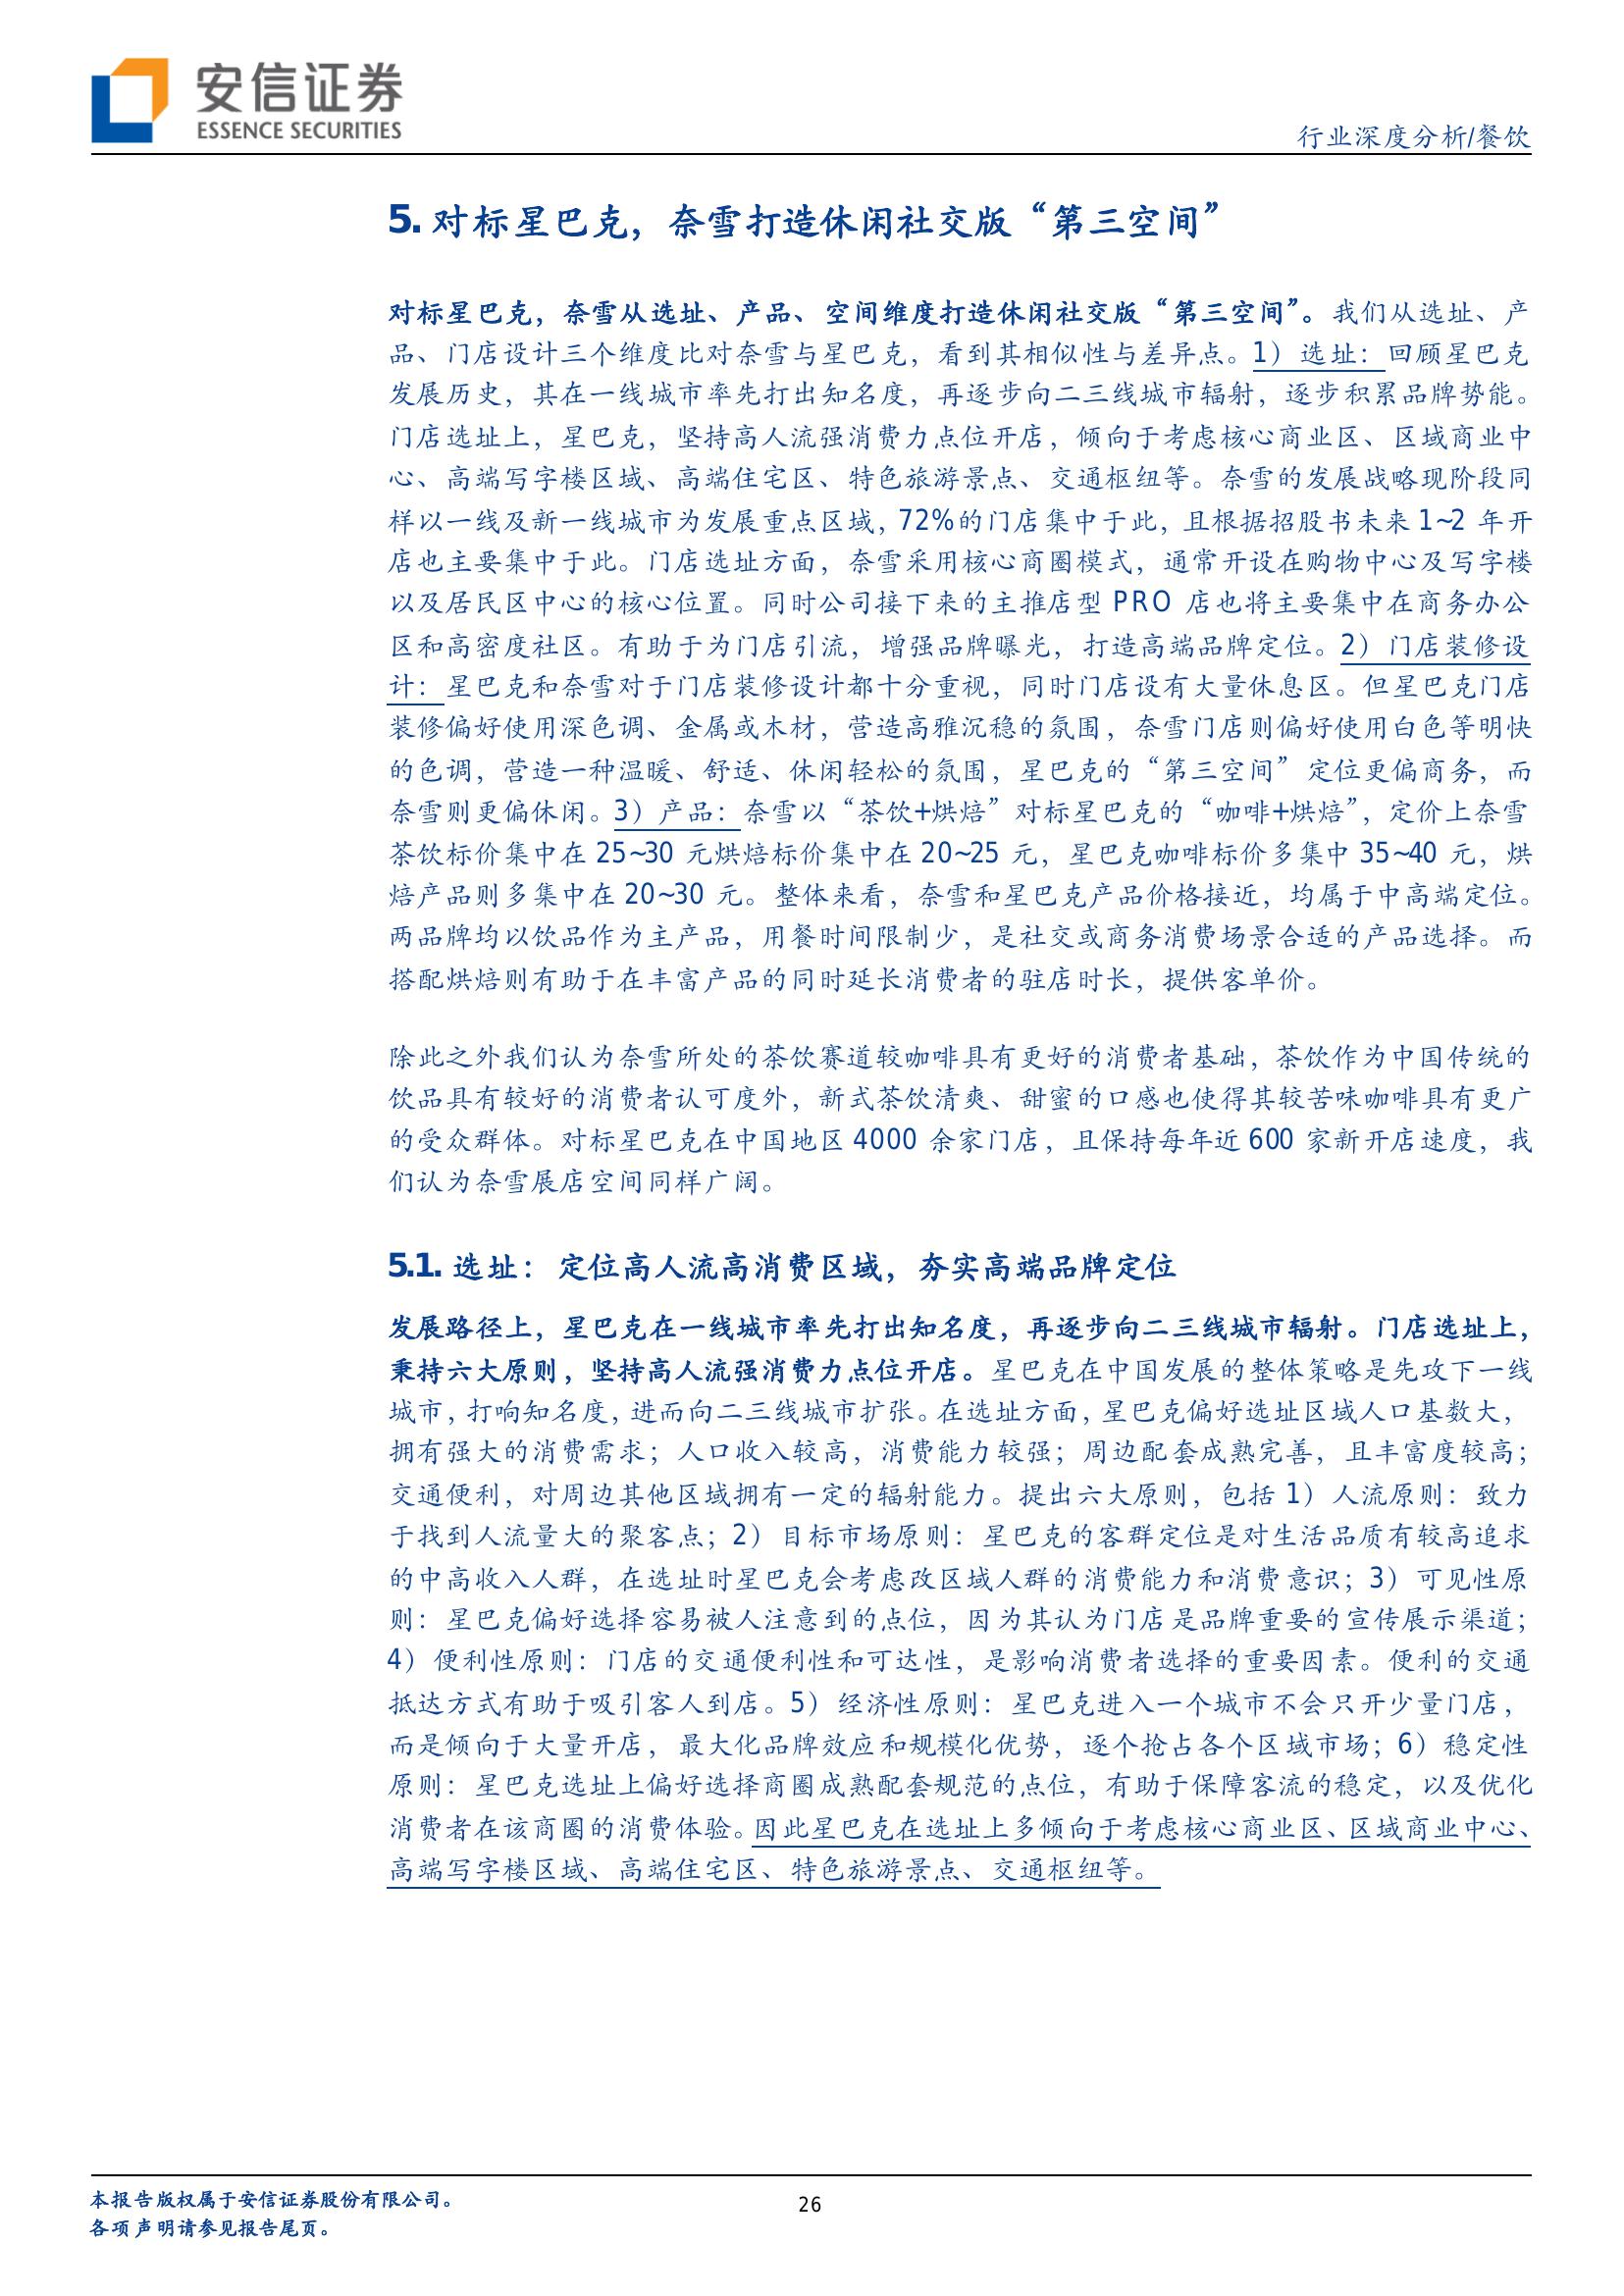 安信证券
ESSENCE SECURITIES
行业深度分析/餐饮
5. 对标星巴克，奈雪打造休闲社交版“第三空间”
对标星巴克，奈雪从选址、产品、空间维度打造休闲社交版“第三空间”。我们从选址、产
品、门店设计三个维度比对奈雪与星巴克，看到其相似性与差异点。1）选址：回顾星巴克
发展历史，其在一线城市率先打出知名度，再逐步向二三线城市辐射，逐步积累品牌势能。
门店选址上，星巴克，坚持高人流强消费力点位开店，倾向于考虑核心商业区、区域商业中
心、高端写字楼区域、高端住宅区、特色旅游景点、交通枢纽等。奈雪的发展战略现阶段同
样以一线及新一线城市为发展重点区域，72%的门店集中于此，且根据招股书未来 1~2 年开
店也主要集中于此。门店选址方面，奈雪采用核心商圈模式，通常开设在购物中心及写字楼
以及居民区中心的核心位置。同时公司接下来的主推店型 PRO 店也将主要集中在商务办公
区和高密度社区。有助于为门店引流，增强品牌曝光，打造高端品牌定位。2）门店装修设
计：星巴克和奈雪对于门店装修设计都十分重视，同时门店设有大量休息区。但星巴克门店
装修偏好使用深色调、金属或木材，营造高雅沉稳的氛围，奈雪门店则偏好使用白色等明快
的色调，营造一种温暖、舒适、休闲轻松的氛围，星巴克的“第三空间”定位更偏商务，而
奈雪则更偏休闲。3）产品：奈雪以“茶饮+烘焙”对标星巴克的“咖啡+烘焙”，定价上奈雪
茶饮标价集中在 25~30 元烘焙标价集中在 20~25 元，星巴克咖啡标价多集中 35~40 元，烘
焙产品则多集中在 20~30 元。整体来看，奈雪和星巴克产品价格接近，均属于中高端定位。
两品牌均以饮品作为主产品，用餐时间限制少，是社交或商务消费场景合适的产品选择。而
搭配烘焙则有助于在丰富产品的同时延长消费者的驻店时长，提供客单价。
除此之外我们认为奈雪所处的茶饮赛道较咖啡具有更好的消费者基础，茶饮作为中国传统的
饮品具有较好的消费者认可度外，新式茶饮清爽、甜蜜的口感也使得其较苦味咖啡具有更广
的受众群体。对标星巴克在中国地区 4000 余家门店，且保持每年近 600 家新开店速度，我
们认为奈雪展店空间同样广阔。
5.1. 选址：定位高人流高消费区域，夯实高端品牌定位
发展路径上，星巴克在一线城市率先打出知名度，再逐步向二三线城市辐射。门店选址上，
秉持六大原则，坚持高人流强消费力点位开店。星巴克在中国发展的整体策略是先攻下一线
城市，打响知名度，进而向二三线城市扩张。在选址方面，星巴克偏好选址区域人口基数大，
拥有强大的消费需求；人口收入较高，消费能力较强；周边配套成熟完善，且丰富度较高；
交通便利，对周边其他区域拥有一定的辐射能力。提出六大原则，包括 1）人流原则：致力
于找到人流量大的聚客点；2）目标市场原则：星巴克的客群定位是对生活品质有较高追求
的中高收入人群，在选址时星巴克会考虑改区域人群的消费能力和消费意识；3）可见性原
则：星巴克偏好选择容易被人注意到的点位，因为其认为门店是品牌重要的宣传展示渠道；
4）便利性原则：门店的交通便利性和可达性，是影响消费者选择的重要因素。便利的交通
抵达方式有助于吸引客人到店。5）经济性原则：星巴克进入一个城市不会只开少量门店，
而是倾向于大量开店，最大化品牌效应和规模化优势，逐个抢占各个区域市场；6）稳定性
原则：星巴克选址上偏好选择商圈成熟配套规范的点位，有助于保障客流的稳定，以及优化
消费者在该商圈的消费体验。因此星巴克在选址上多倾向于考虑核心商业区、区域商业中心、
高端写字楼区域、高端住宅区、特色旅游景点、交通枢纽等。
本报告版权属于安信证券股份有限公司。
各项声明请参见报告尾页。
26